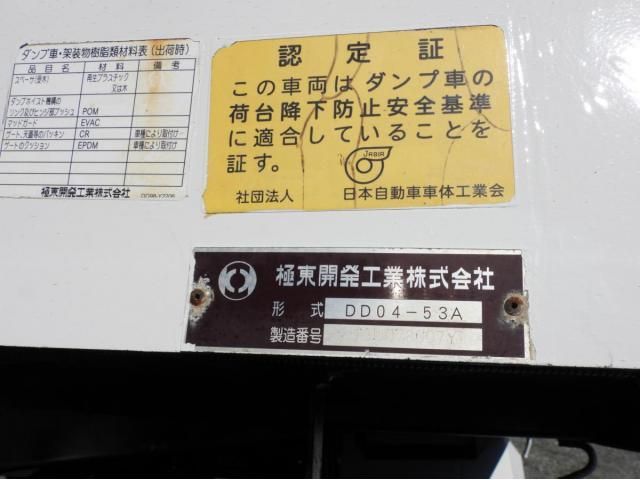 ダンプ車・架装物樹脂類材料表（出荷時）
品名 材料 備考
スペーサ(受木) 再生プラスチック
又は木
ダンプホイスト機構の
リンク及びヒンジ部ブッシュ POM
マッドガード EVAC
ゲート、天蓋等のパッキン CR 車種により取付け
ゲートのクッション EPDM 車種により取付け
極東開発工業株式会社
認定証
この車両はダンプ車の
荷台降下防止安全基準
に適合していることを
証す。
JABIA
社団法人 日本自動車車体工業会
極東開発工業株式会社
形式 DD04-53A
製造番号